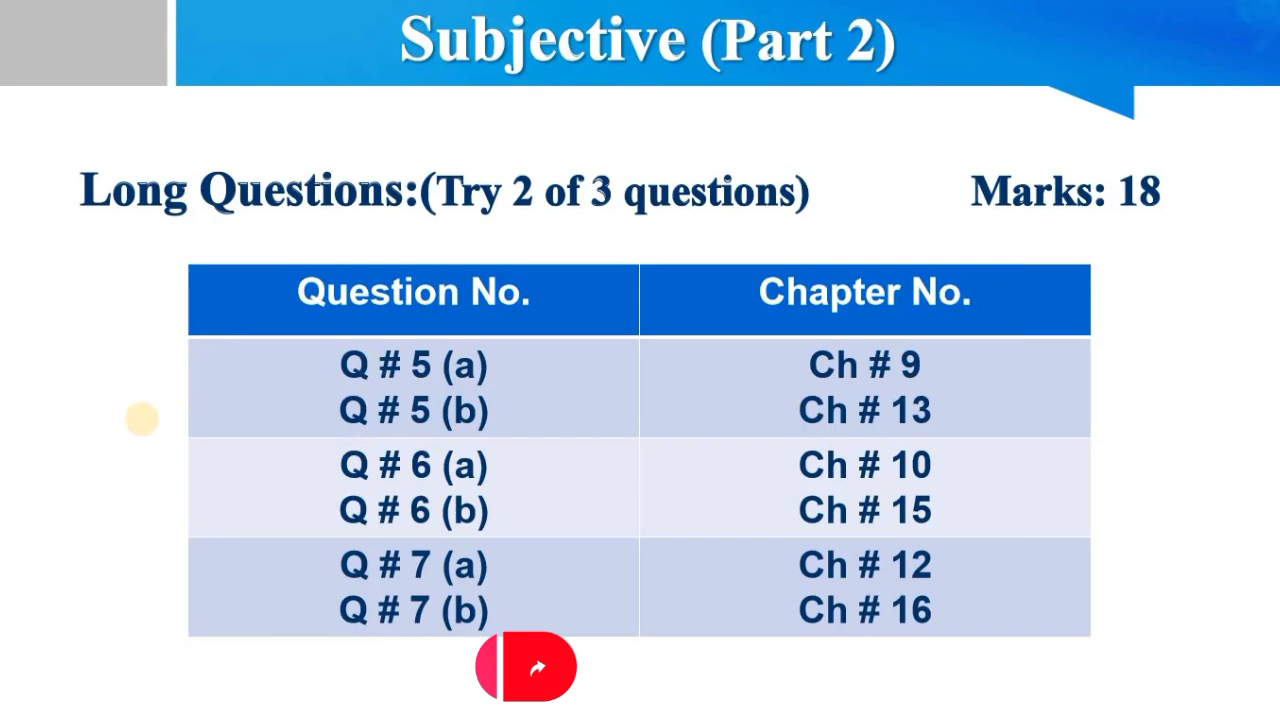 Subjective (Part 2)
Long Questions:(Try 2 of 3 questions) Marks: 18
Question No. Chapter No.
Q # 5 (a) Ch # 9
Q # 5 (b) Ch # 13
Q # 6 (a) Ch # 10
Q # 6 (b) Ch # 15
Q # 7 (a) Ch # 12
Q # 7 (b) Ch # 16